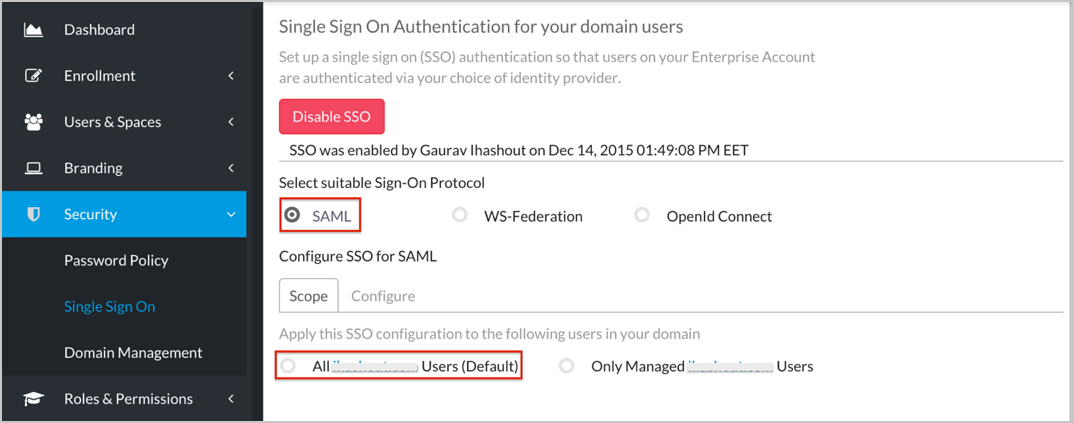 Dashboard
Enrollment
Users & Spaces
Branding
Security
Password Policy
Single Sign On
Domain Management
Roles & Permissions
Single Sign On Authentication for your domain users
Set up a single sign on (SSO) authentication so that users on your Enterprise Account
are authenticated via your choice of identity provider.
Disable SSO
SSO was enabled by Gaurav Ihashout on Dec 14, 2015 01:49:08 PM EET
Select suitable Sign-On Protocol
SAML WS-Federation OpenId Connect
Configure SSO for SAML
Scope Configure
Apply this SSO configuration to the following users in your domain
All Users (Default) Only Managed Users